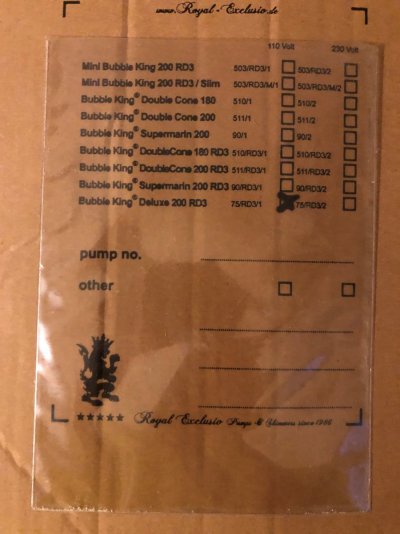 www.Royal-Exclusiv.de
110 Volt 230 Volt
Mini Bubble King 200 RD3 503/RD3/1 503/RD3/2
Mini Bubble King 200 RD3 / Slim 503/RD3/M/1 503/RD3/M/2
Bubble King® Double Cone 180 510/1 510/2
Bubble King® Double Cone 200 511/1 511/2
Bubble King® Supermarin 200 90/1 90/2
Bubble King® DoubleCone 180 RD3 510/RD3/1 510/RD3/2
Bubble King® DoubleCone 200 RD3 511/RD3/1 511/RD3/2
Bubble King® Supermarin 200 RD3 90/RD3/1 90/RD3/2
Bubble King® Deluxe 200 RD3 75/RD3/1 75/RD3/2
pump no.
other
Royal Exclusiv Pumps & Skimmers since 1986